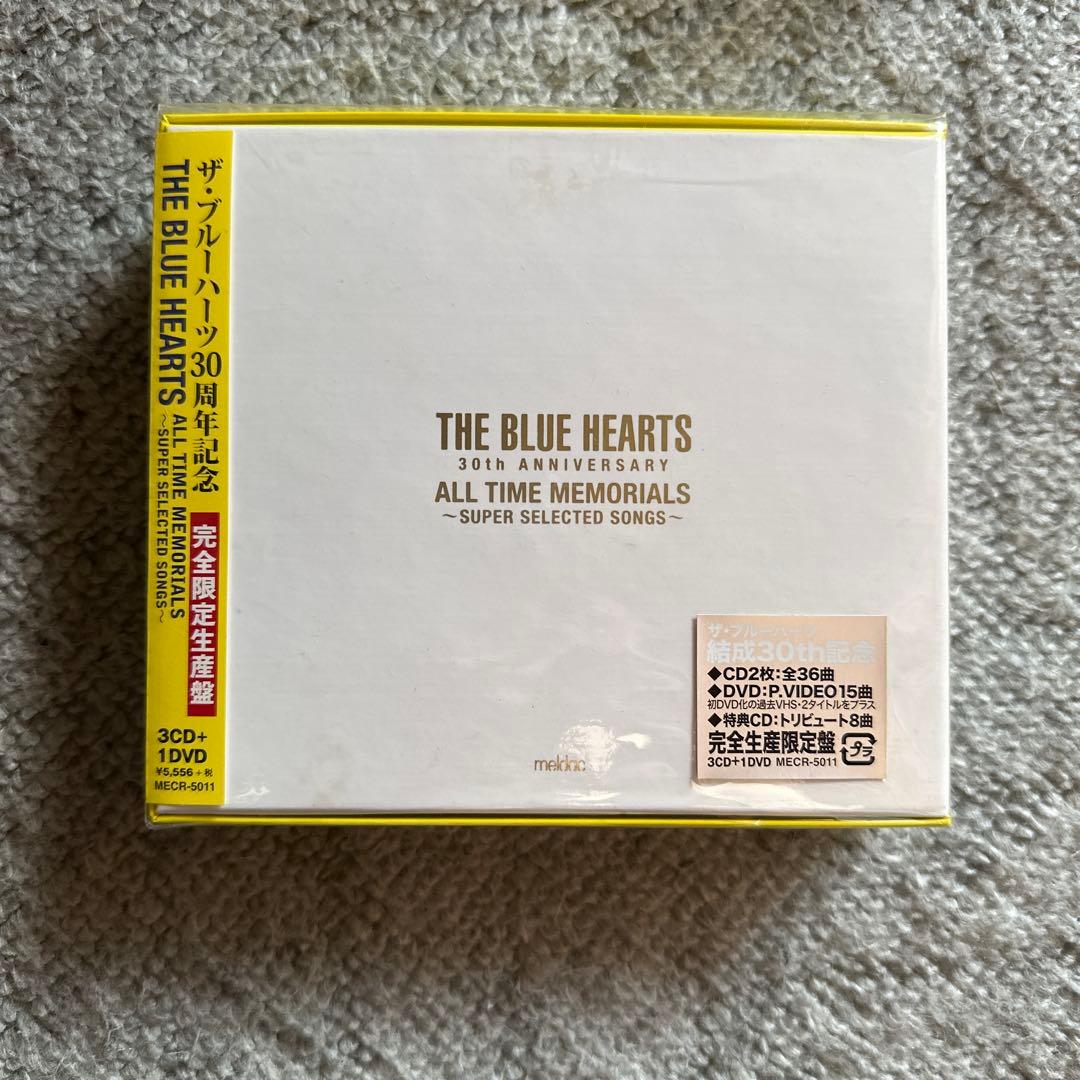 ザ・ブルーハーツ30周年記念
THE BLUE HEARTS
ALL TIME MEMORIALS
～SUPER SELECTED SONGS～
完全限定生産盤
3CD+
1DVD
¥5,556+税
MECR-5011
THE BLUE HEARTS
30th ANNIVERSARY
ALL TIME MEMORIALS
～SUPER SELECTED SONGS～
meldac
ザ・ブルーハーツ
結成30th記念
◆CD2枚:全36曲
◆DVD:P.VIDEO15曲
初DVD化の過去VHS・2タイトルをプラス
◆特典CD:トリビュート8曲
完全生産限定盤 プラ
3CD+1DVD MECR-5011